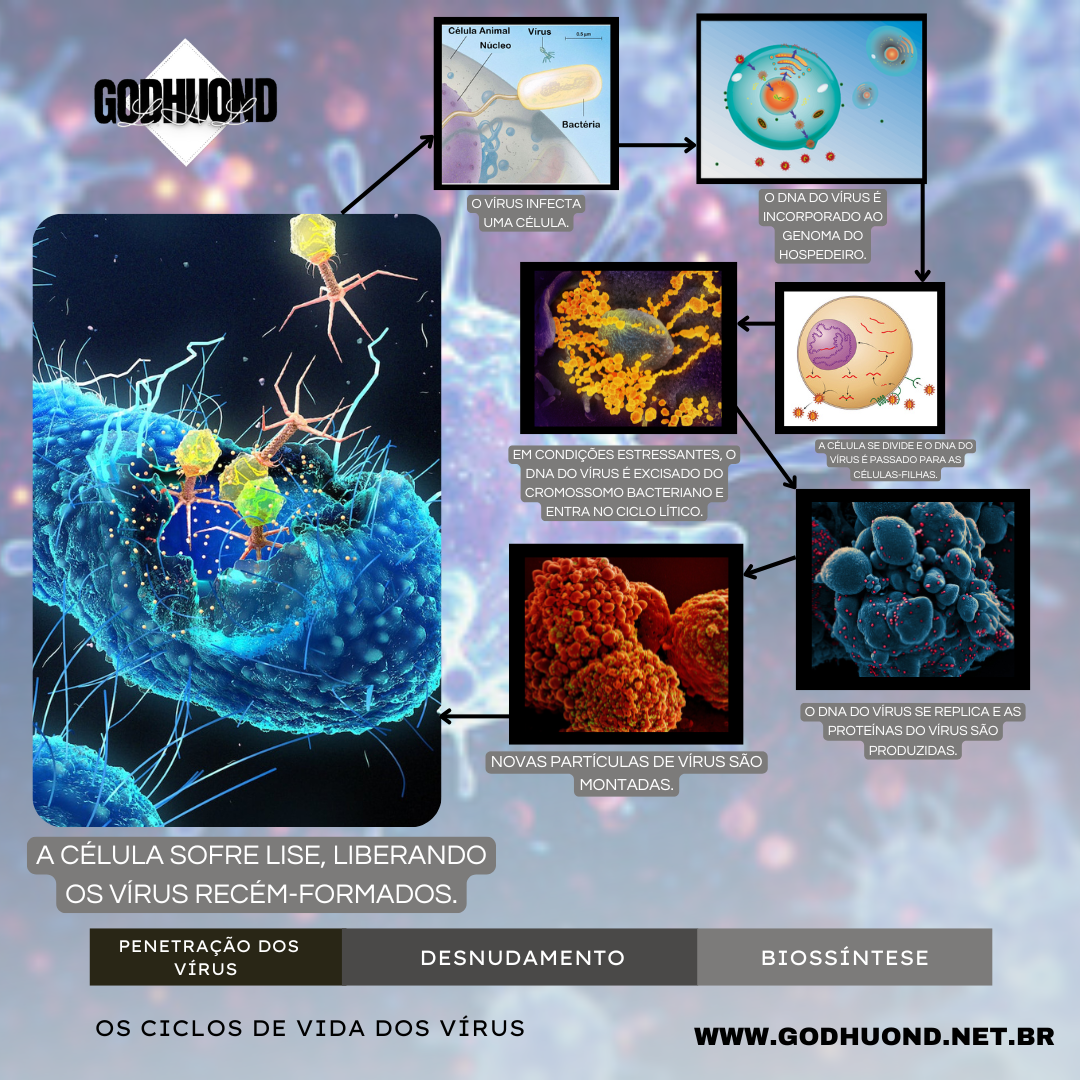 GODHUOND
Célula Animal
Vírus
0,5 µm
Núcleo
Bactéria
O VÍRUS INFECTA
UMA CÉLULA.
O DNA DO VÍRUS É
INCORPORADO AO
GENOMA DO
HOSPEDEIRO.
A CÉLULA SE DIVIDE E O DNA DO
VÍRUS É PASSADO PARA AS
CÉLULAS-FILHAS.
EM CONDIÇÕES ESTRESSANTES, O
DNA DO VÍRUS É EXCISADO DO
CROMOSSOMO BACTERIANO E
ENTRA NO CICLO LÍTICO.
O DNA DO VÍRUS SE REPLICA E AS
PROTEÍNAS DO VÍRUS SÃO
PRODUZIDAS.
NOVAS PARTÍCULAS DE VÍRUS SÃO
MONTADAS.
A CÉLULA SOFRE LISE, LIBERANDO
OS VÍRUS RECÉM-FORMADOS.
PENETRAÇÃO DOS
VÍRUS
DESNUDAMENTO
BIOSSÍNTESE
OS CICLOS DE VIDA DOS VÍRUS
WWW.GODHUOND.NET.BR